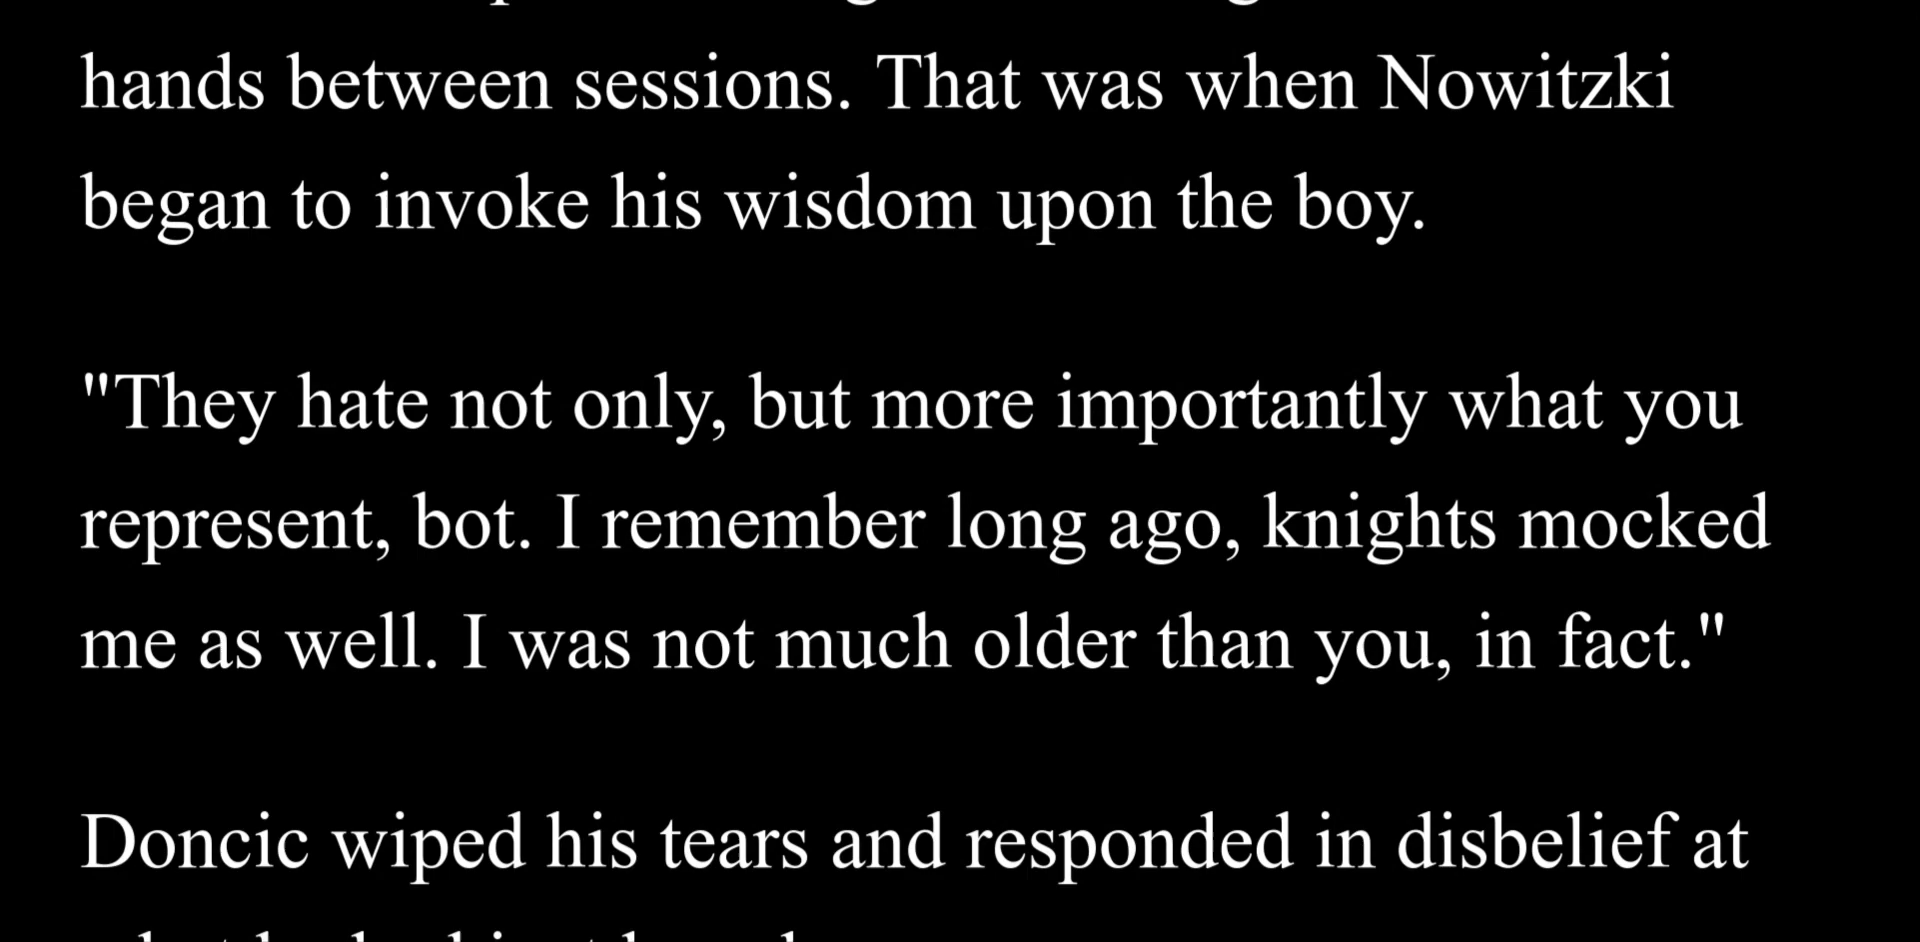 hands between sessions. That was when Nowitzki
began to invoke his wisdom upon the boy.
"They hate not only, but more importantly what you
represent, bot. I remember long ago, knights mocked
me as well. I was not much older than you, in fact."
Doncic wiped his tears and responded in disbelief at